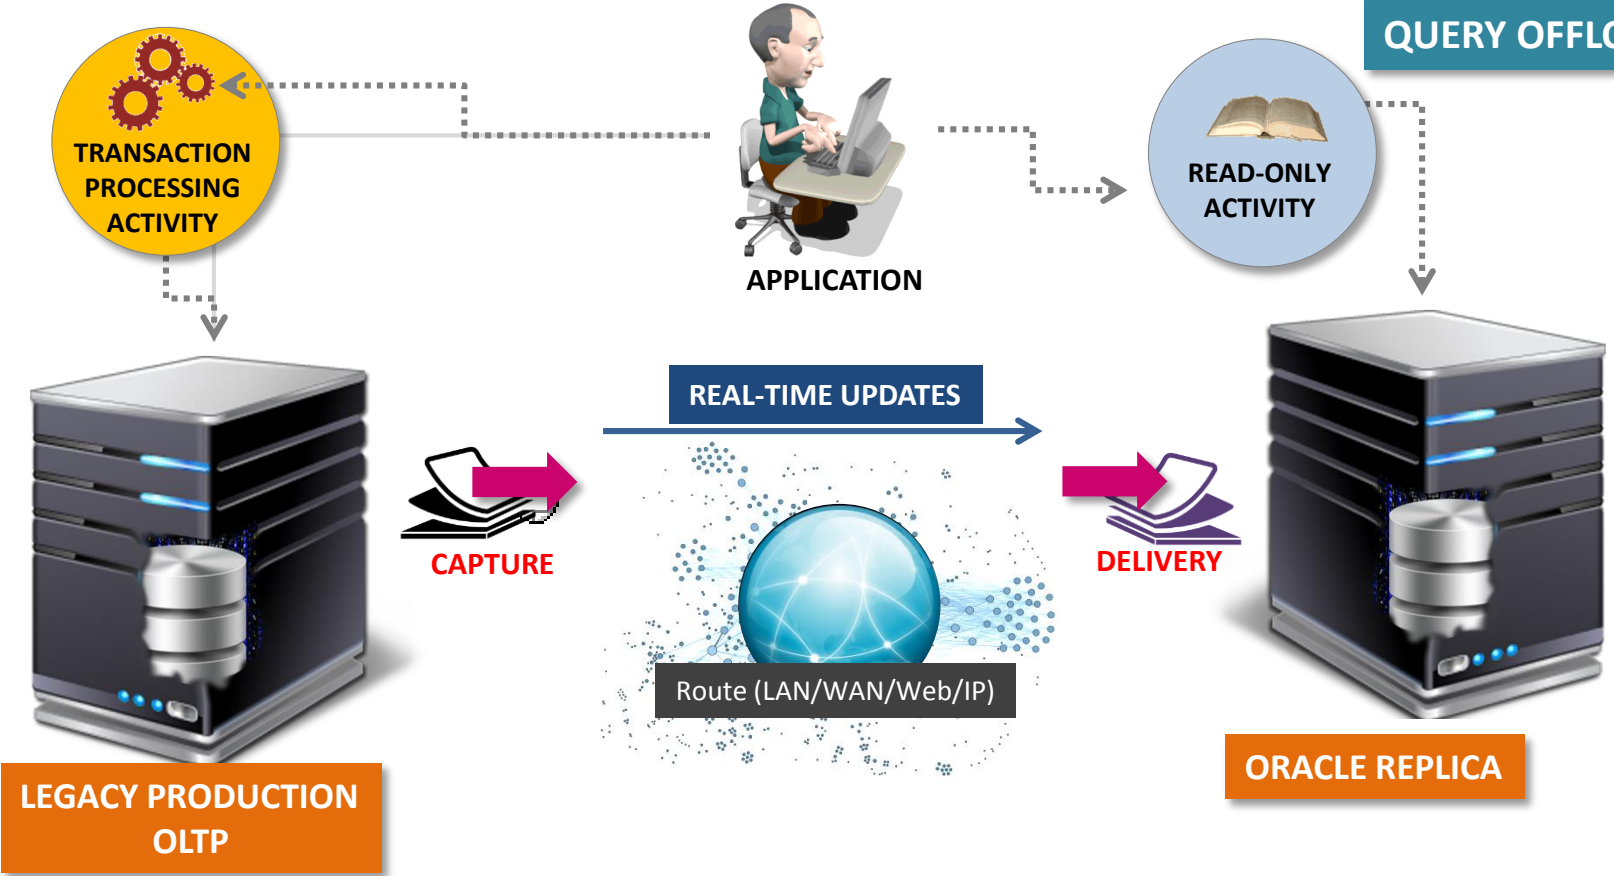 QUERY
TRANSACTION
PROCESSING
ACTIVITY
READ-ONLY
ACTIVITY
APPLICATION
REAL-TIME UPDATES
CAPTURE
DELIVERY
Route (LAN/WAN/Web/IP)
ORACLE REPLICA
LEGACY PRODUCTION
OLTP